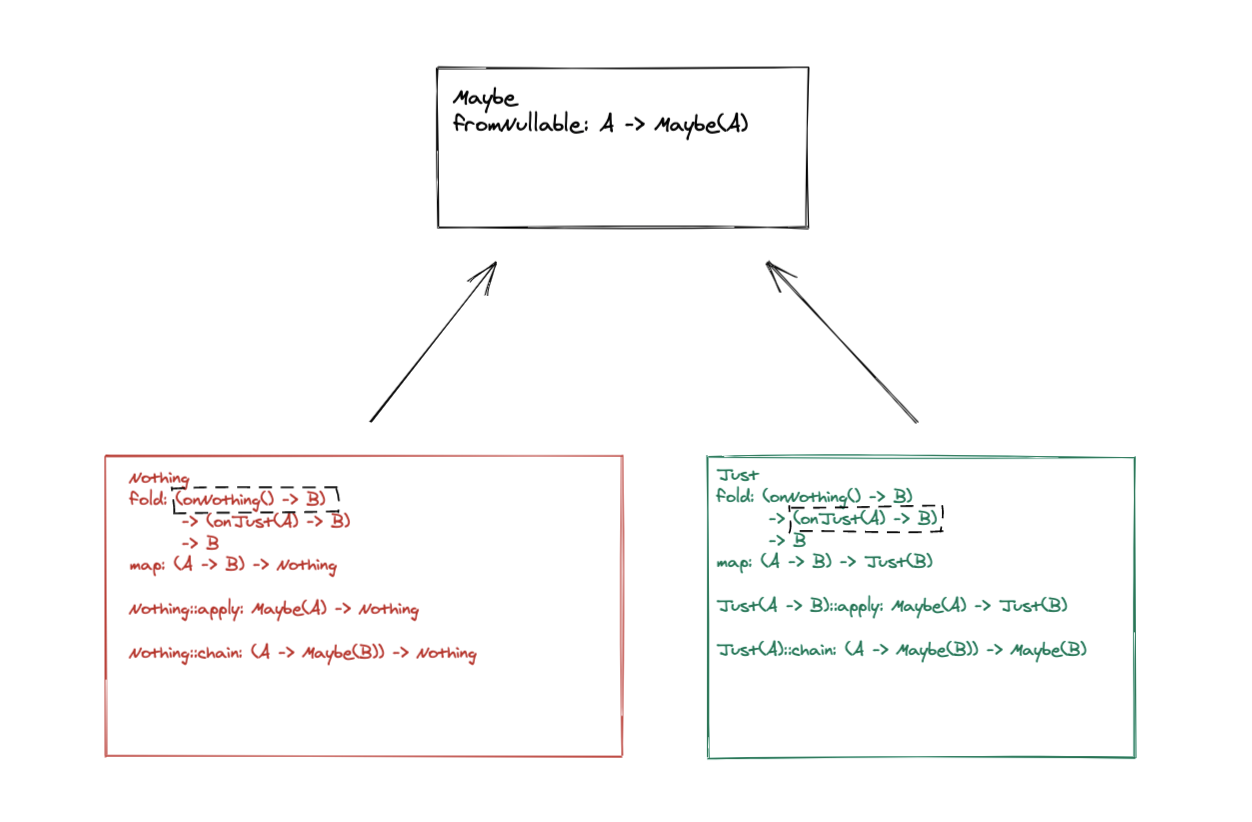 Maybe
fromNullable: A -> Maybe(A)
Nothing
fold: (onNothing() -> B)
-> (onJust(A) -> B)
-> B
map: (A -> B) -> Nothing
Nothing::apply: Maybe(A) -> Nothing
Nothing::chain: (A -> Maybe(B)) -> Nothing
Just
fold: (onNothing() -> B)
-> (onJust(A) -> B)
-> B
map: (A -> B) -> Just(B)
Just(A -> B)::apply: Maybe(A) -> Just(B)
Just(A)::chain: (A -> Maybe(B)) -> Maybe(B)